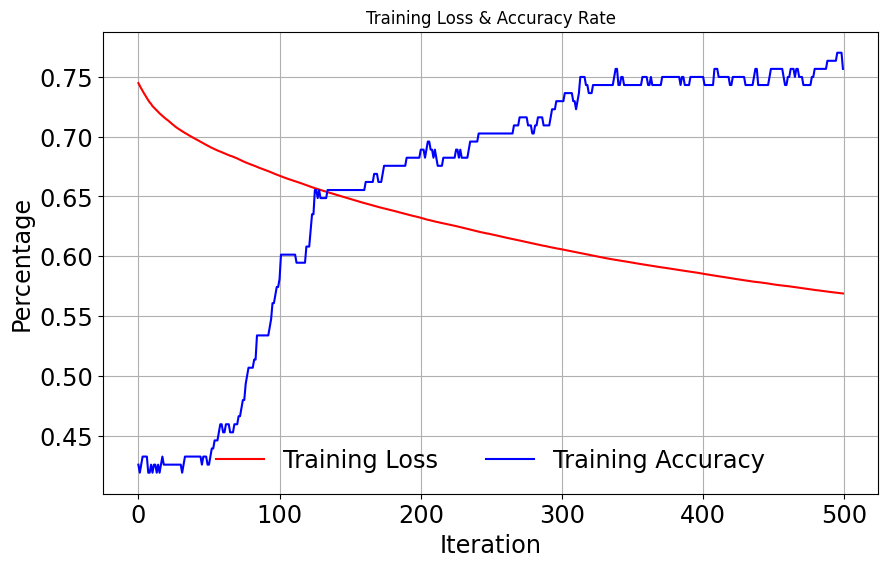 Training Loss & Accuracy Rate
0.75
0.70
0.65
0.60
0.55
0.50
0.45
Percentage
Training Loss Training Accuracy
0 100 200 300 400 500
Iteration